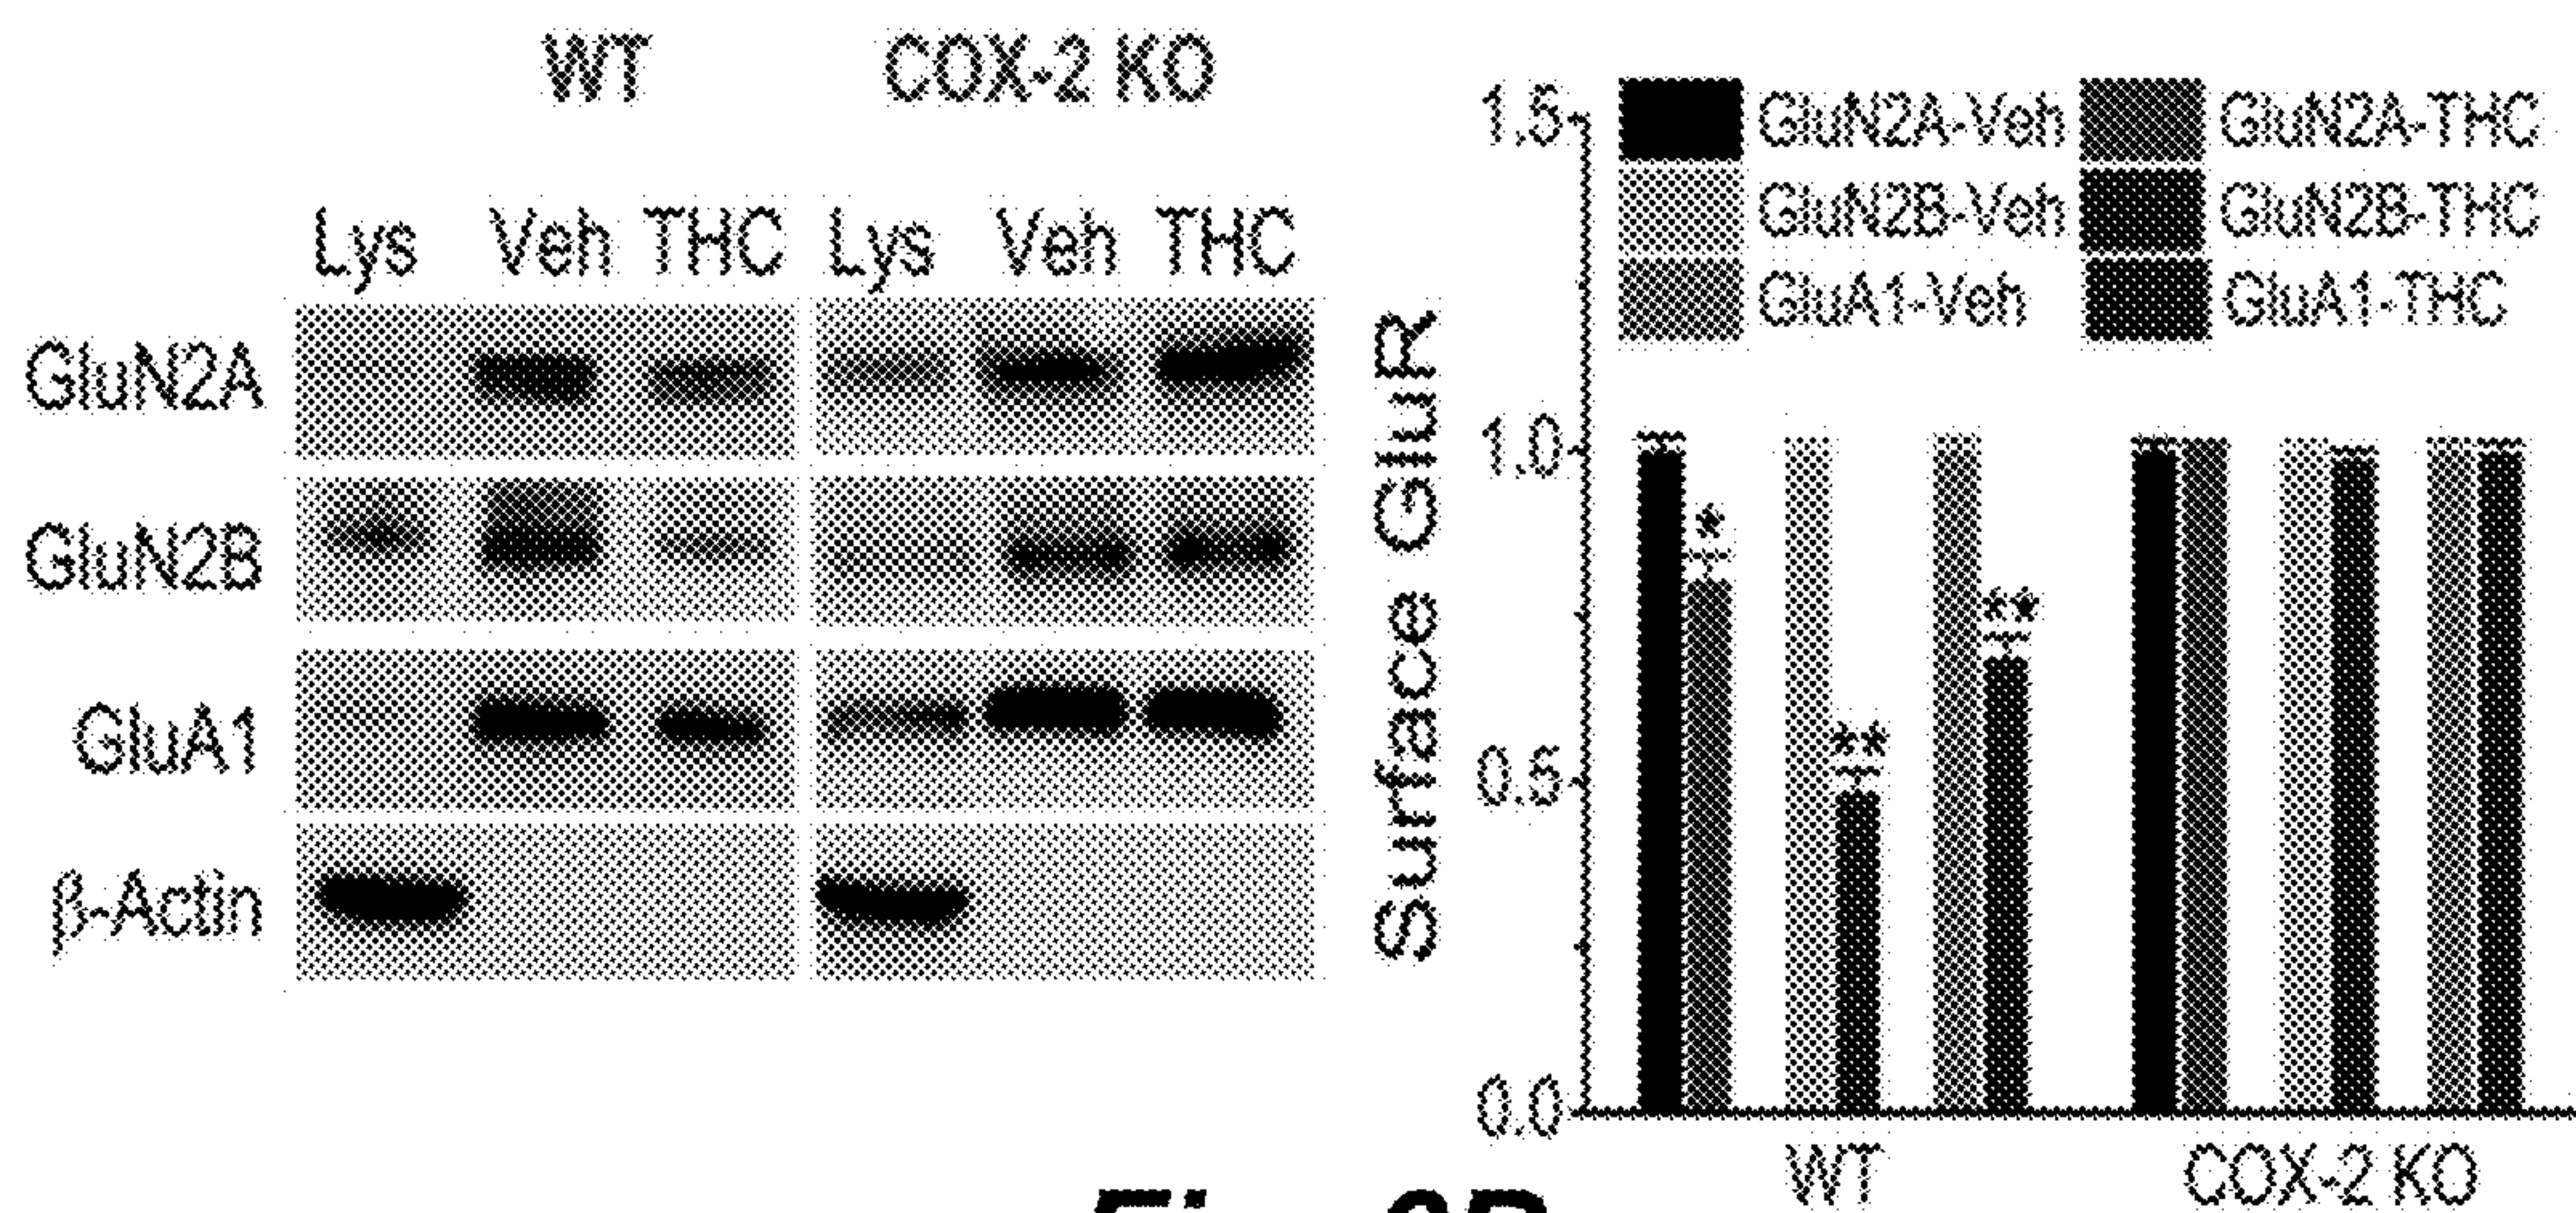 WT COX-2 KO
Lys Veh THC Lys Veh THC
GluN2A
GluN2B
GluA1
β-Actin
Surface GluR
1.5
1.0
0.5
0.0
GluN2A-Veh GluN2A-THC
GluN2B-Veh GluN2B-THC
GluA1-Veh GluA1-THC
*
**
**
WT COX-2 KO